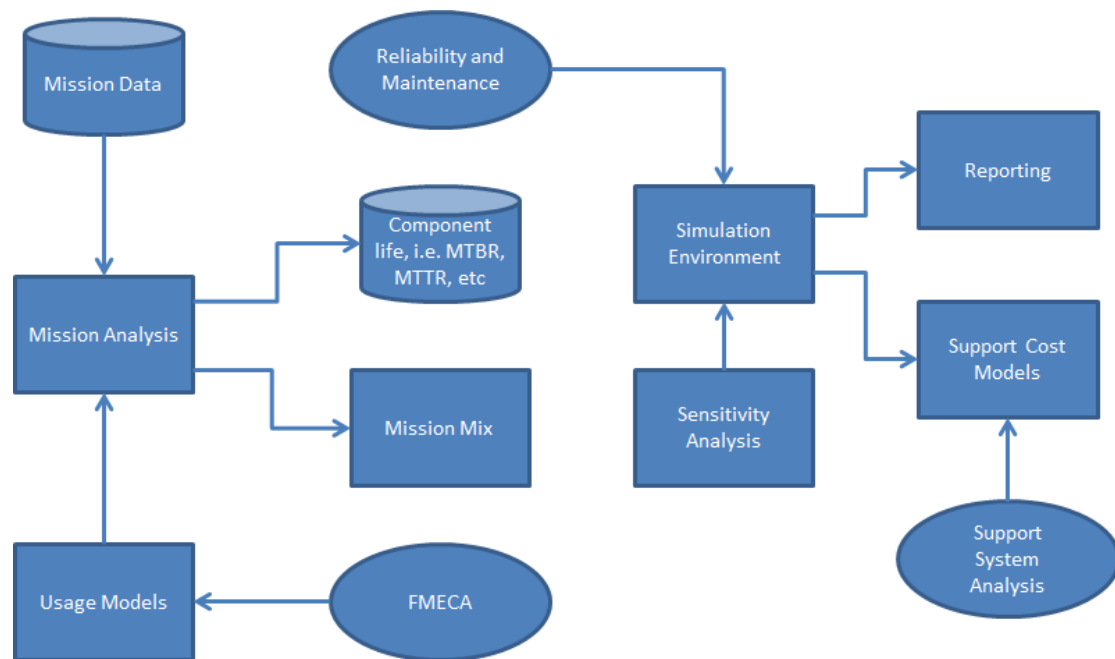 Mission Data
Reliability and
Maintenance
Reporting
Component
life, i.e. MTBR,
MTTR, etc
Simulation
Environment
Mission Analysis
Support Cost
Models
Mission Mix
Sensitivity
Analysis
Support
System
Analysis
Usage Models
FMECA